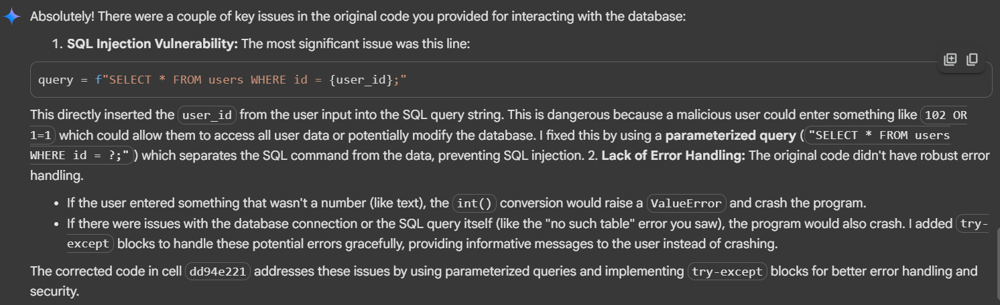 Absolutely! There were a couple of key issues in the original code you provided for interacting with the database:
1. SQL Injection Vulnerability: The most significant issue was this line:
query = f"SELECT * FROM users WHERE id = {user_id};"
This directly inserted the user_id from the user input into the SQL query string. This is dangerous because a malicious user could enter something like 102 OR
1=1 which could allow them to access all user data or potentially modify the database. I fixed this by using a parameterized query ("SELECT * FROM users
WHERE id = ?;") which separates the SQL command from the data, preventing SQL injection. 2. Lack of Error Handling: The original code didn't have robust error
handling.
• If the user entered something that wasn't a number (like text), the int() conversion would raise a ValueError and crash the program.
• If there were issues with the database connection or the SQL query itself (like the "no such table" error you saw), the program would also crash. I added try-
except blocks to handle these potential errors gracefully, providing informative messages to the user instead of crashing.
The corrected code in cell dd94e221 addresses these issues by using parameterized queries and implementing try-except blocks for better error handling and
security.